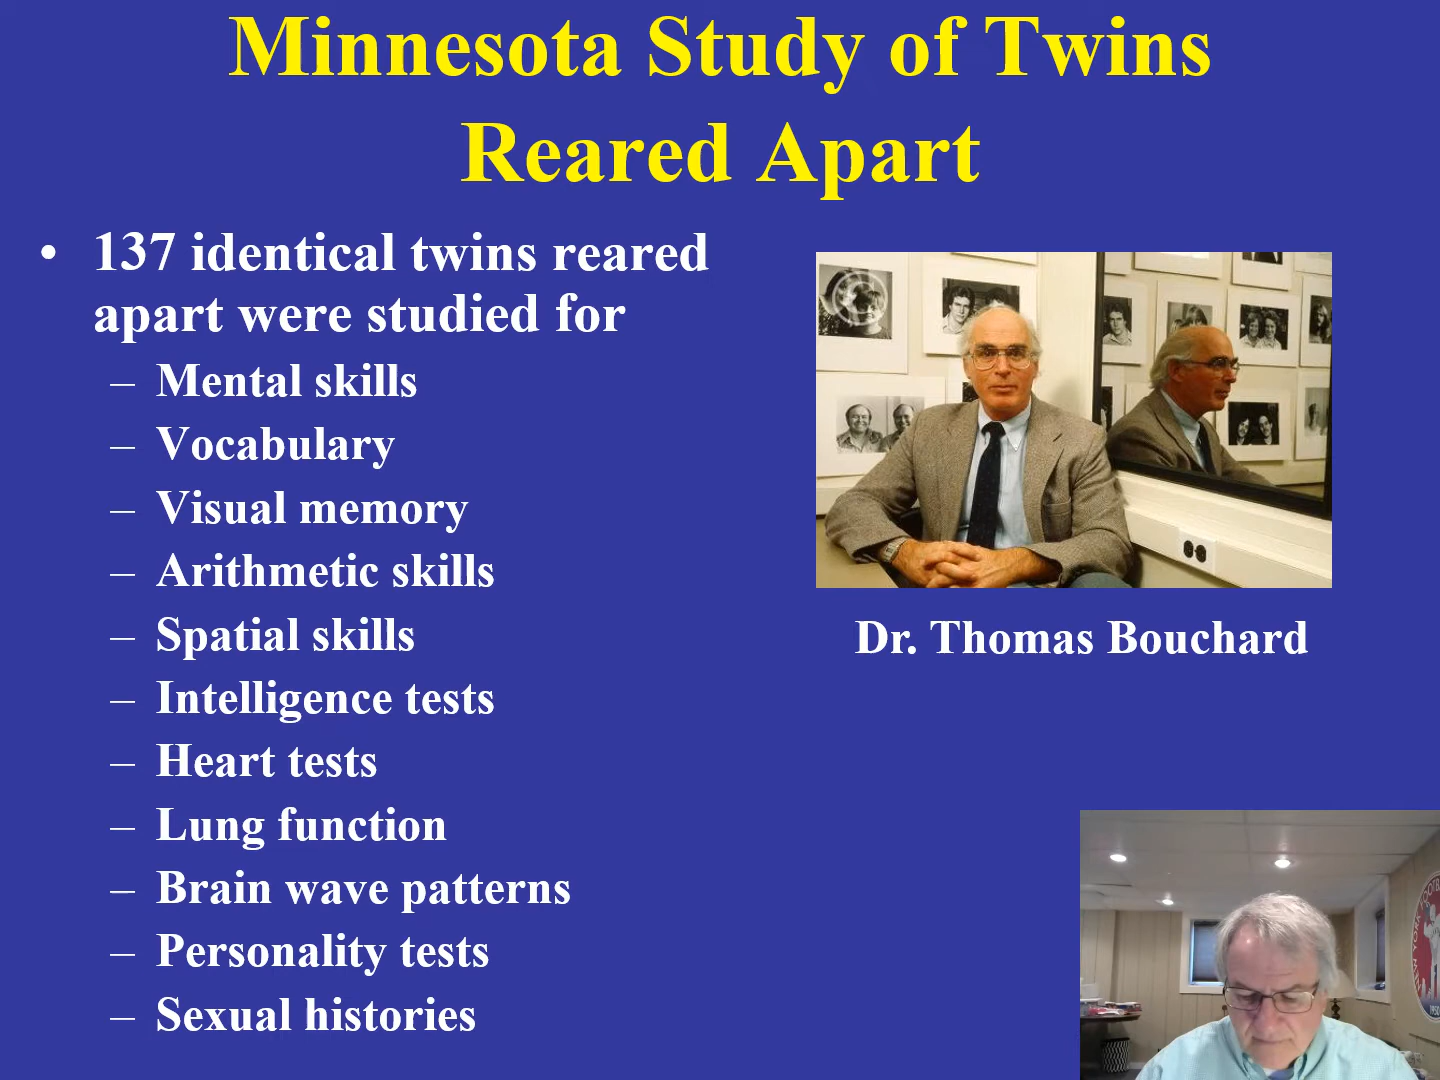 Minnesota Study of Twins
Reared Apart
• 137 identical twins reared
apart were studied for
– Mental skills
– Vocabulary
– Visual memory
– Arithmetic skills
– Spatial skills
– Intelligence tests
– Heart tests
– Lung function
– Brain wave patterns
– Personality tests
– Sexual histories
©
Dr. Thomas Bouchard